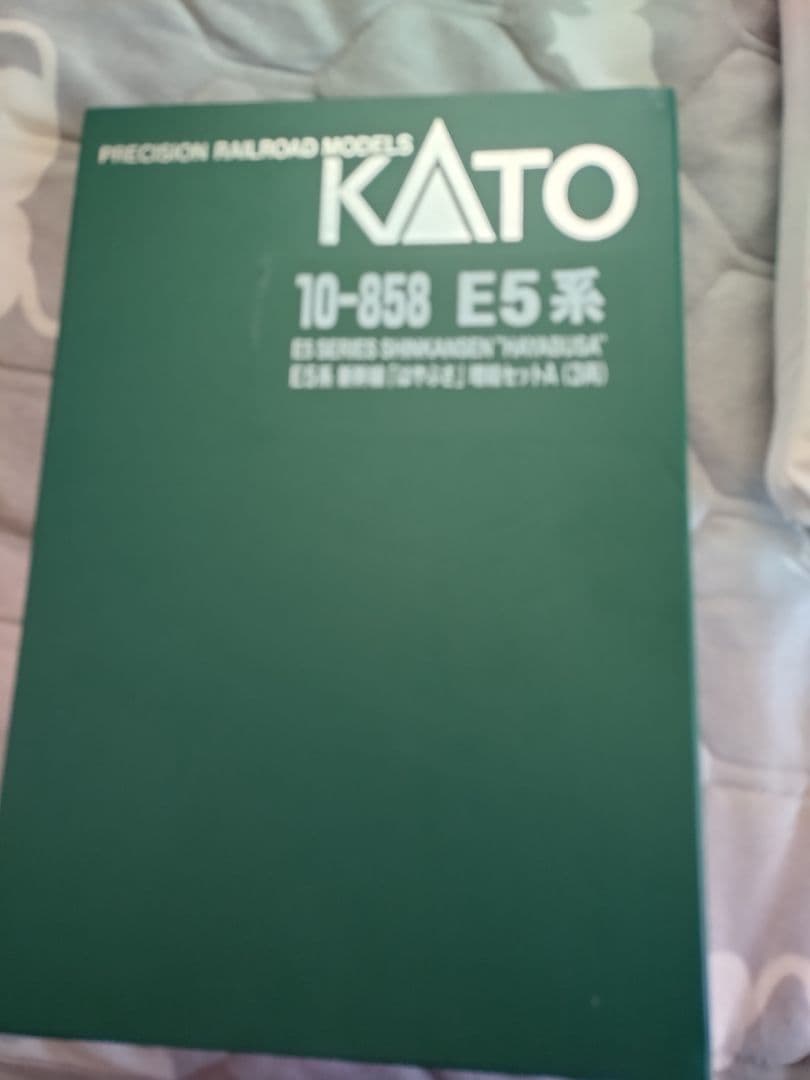 PRECISION RAILROAD MODELS
KATO
10-858 E5系
E5 SERIES SHINKANSEN "HAYABUSA"
E5系 新幹線「はやぶさ」増結セットA(3両)